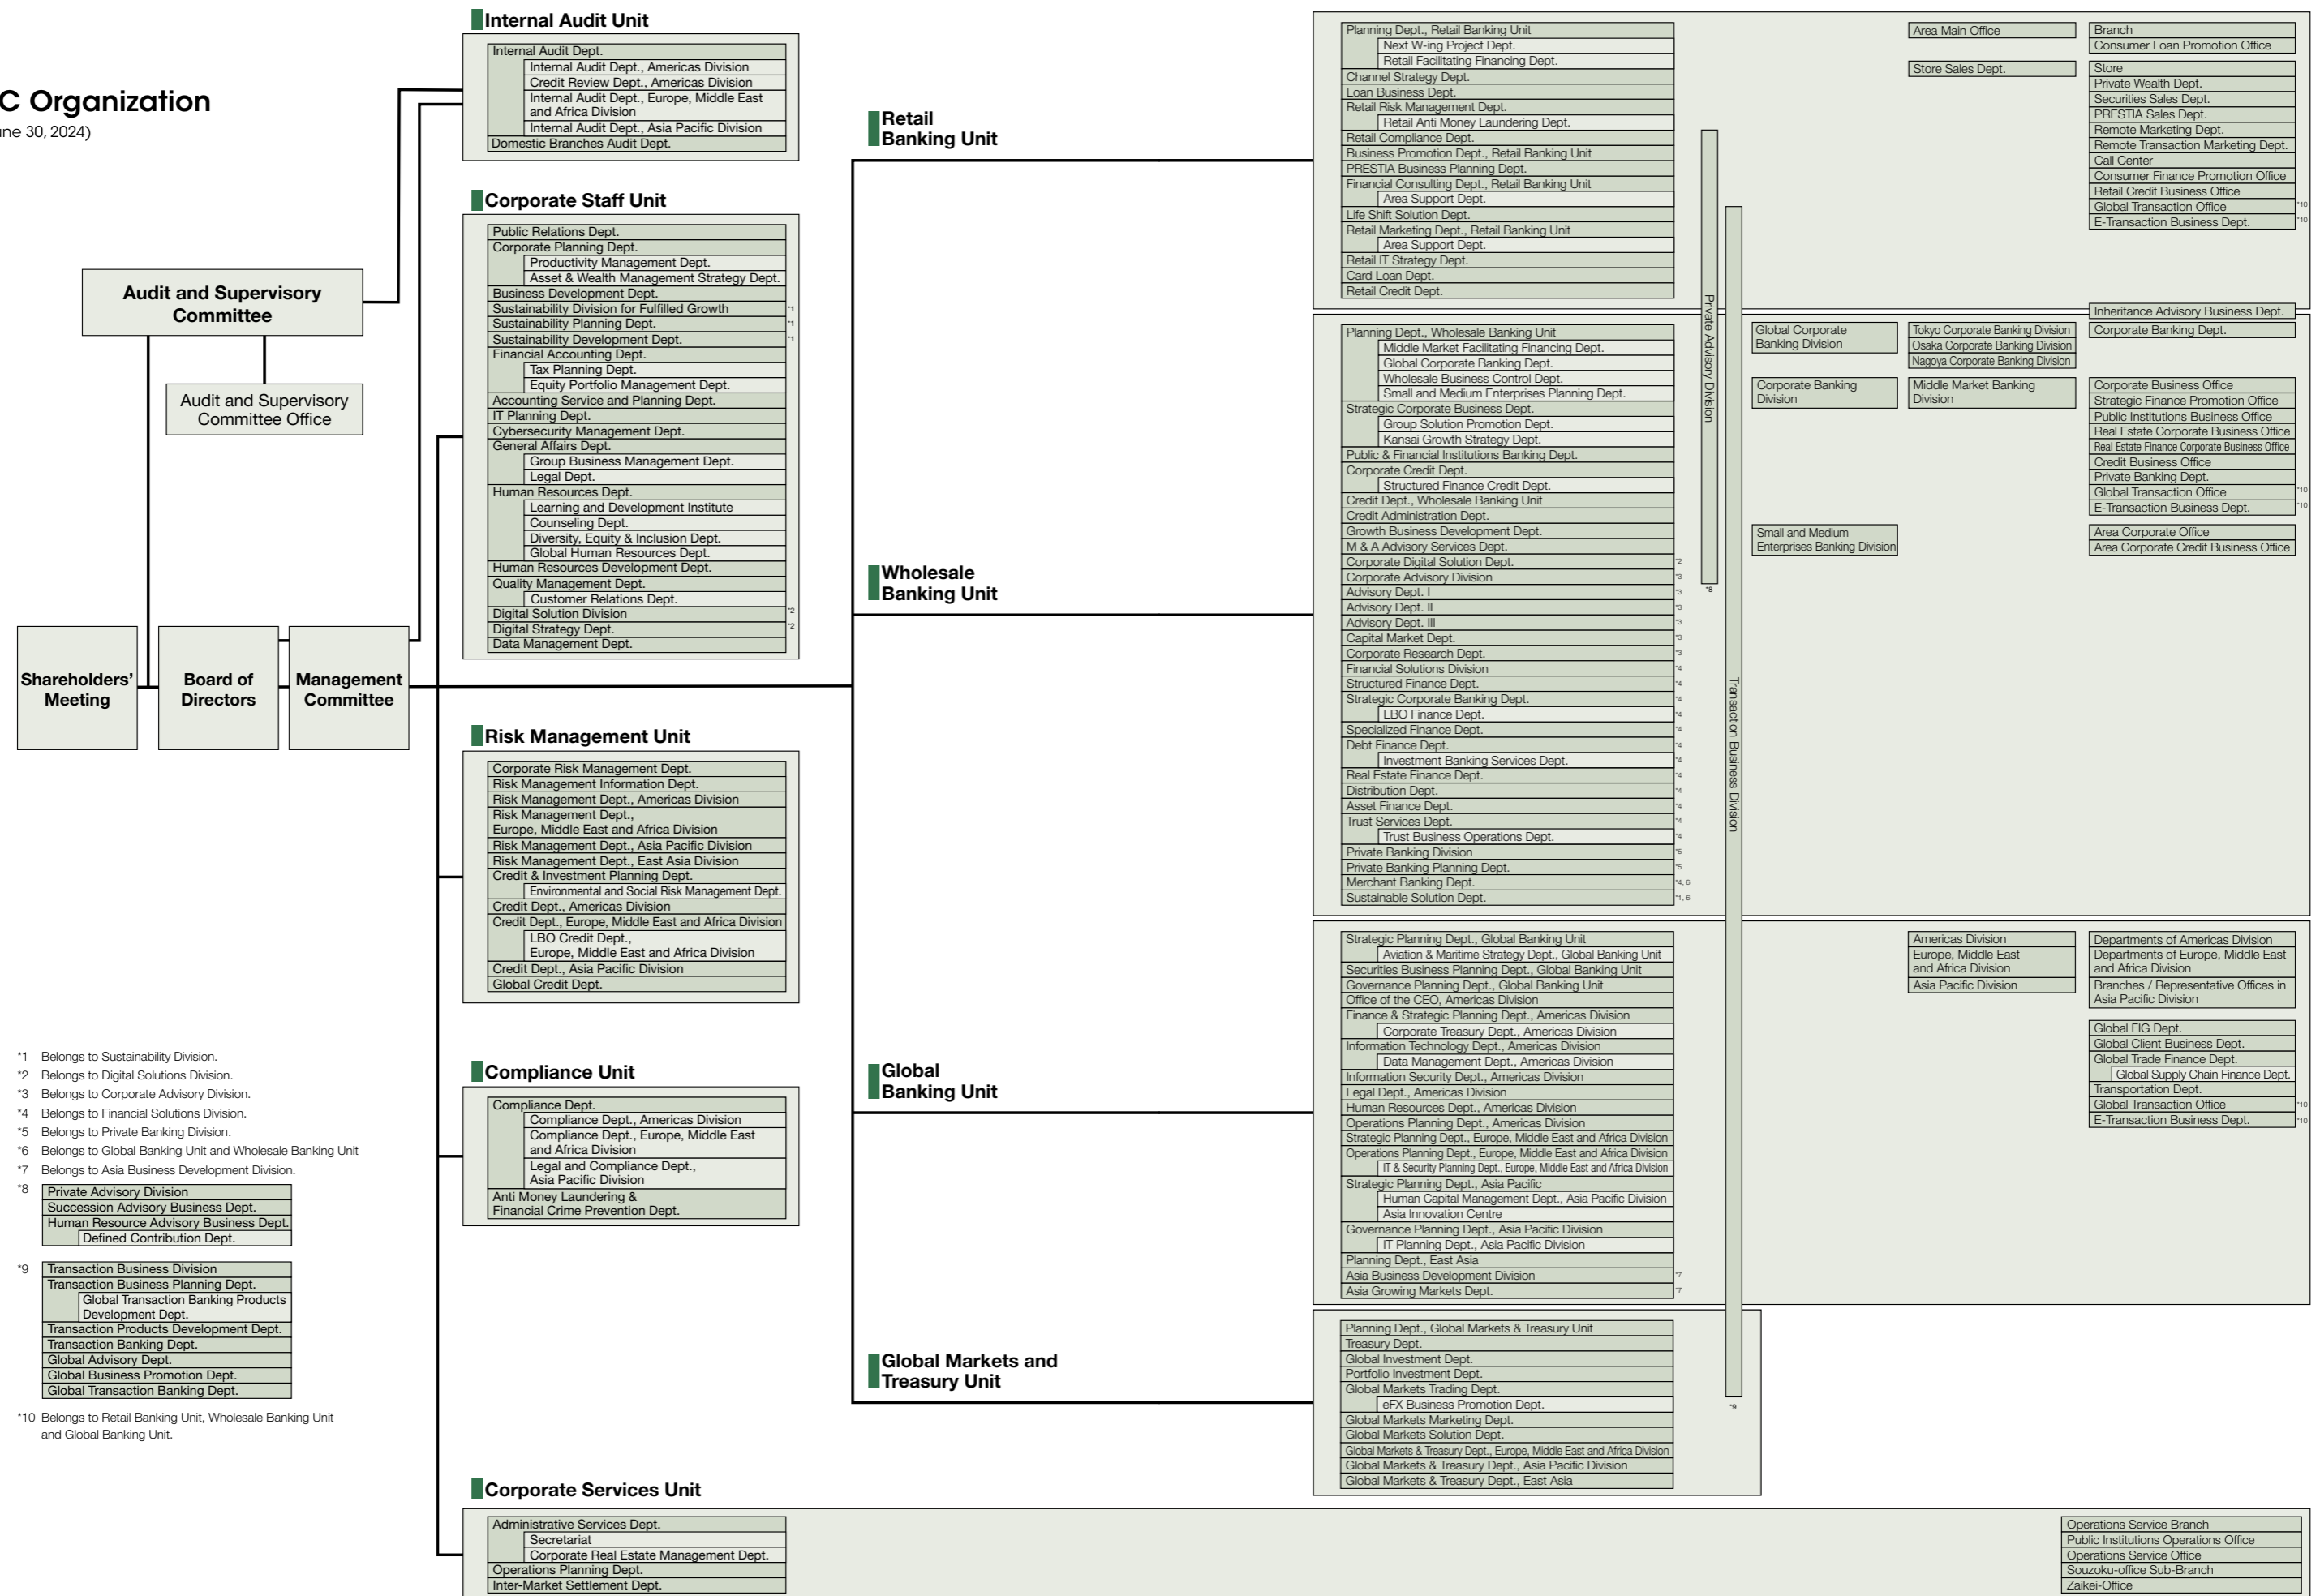 C Organization
ne 30, 2024)
Shareholders'
Meeting
Board of
Directors
Management
Committee
Audit and Supervisory
Committee
Audit and Supervisory
Committee Office
Internal Audit Unit
Internal Audit Dept.
Internal Audit Dept., Americas Division
Credit Review Dept., Americas Division
Internal Audit Dept., Europe, Middle East
and Africa Division
Internal Audit Dept., Asia Pacific Division
Domestic Branches Audit Dept.
Corporate Staff Unit
Public Relations Dept.
Corporate Planning Dept.
Productivity Management Dept.
Asset & Wealth Management Strategy Dept.
Business Development Dept.
Sustainability Division for Fulfilled Growth *1
Sustainability Planning Dept. *1
Sustainability Development Dept. *1
Financial Accounting Dept.
Tax Planning Dept.
Equity Portfolio Management Dept.
Accounting Service and Planning Dept.
IT Planning Dept.
Cybersecurity Management Dept.
General Affairs Dept.
Group Business Management Dept.
Legal Dept.
Human Resources Dept.
Learning and Development Institute
Counseling Dept.
Diversity, Equity & Inclusion Dept.
Global Human Resources Dept.
Human Resources Development Dept.
Quality Management Dept.
Customer Relations Dept.
Digital Solution Division *2
Digital Strategy Dept. *2
Data Management Dept.
Risk Management Unit
Corporate Risk Management Dept.
Risk Management Information Dept.
Risk Management Dept., Americas Division
Risk Management Dept.,
Europe, Middle East and Africa Division
Risk Management Dept., Asia Pacific Division
Risk Management Dept., East Asia Division
Credit & Investment Planning Dept.
Environmental and Social Risk Management Dept.
Credit Dept., Americas Division
Credit Dept., Europe, Middle East and Africa Division
LBO Credit Dept.,
Europe, Middle East and Africa Division
Credit Dept., Asia Pacific Division
Global Credit Dept.
Compliance Unit
Compliance Dept.
Compliance Dept., Americas Division
Compliance Dept., Europe, Middle East
and Africa Division
Legal and Compliance Dept.,
Asia Pacific Division
Anti Money Laundering &
Financial Crime Prevention Dept.
Corporate Services Unit
Administrative Services Dept.
Secretariat
Corporate Real Estate Management Dept.
Operations Planning Dept.
Inter-Market Settlement Dept.
Operations Service Branch
Public Institutions Operations Office
Operations Service Office
Souzoku-office Sub-Branch
Zaikei-Office
Retail
Banking Unit
Planning Dept., Retail Banking Unit
Next W-ing Project Dept.
Retail Facilitating Financing Dept.
Channel Strategy Dept.
Loan Business Dept.
Retail Risk Management Dept.
Retail Anti Money Laundering Dept.
Retail Compliance Dept.
Business Promotion Dept., Retail Banking Unit
PRESTIA Business Planning Dept.
Financial Consulting Dept., Retail Banking Unit
Area Support Dept.
Life Shift Solution Dept.
Retail Marketing Dept., Retail Banking Unit
Area Support Dept.
Retail IT Strategy Dept.
Card Loan Dept.
Retail Credit Dept.
Area Main Office
Store Sales Dept.
Branch
Consumer Loan Promotion Office
Store
Private Wealth Dept.
Securities Sales Dept.
PRESTIA Sales Dept.
Remote Marketing Dept.
Remote Transaction Marketing Dept.
Call Center
Consumer Finance Promotion Office
Retail Credit Business Office
Global Transaction Office *10
E-Transaction Business Dept. *10
Inheritance Advisory Business Dept.
Private Advisory Division
*8
Transaction Business Division
*9
Wholesale
Banking Unit
Planning Dept., Wholesale Banking Unit
Middle Market Facilitating Financing Dept.
Global Corporate Banking Dept.
Wholesale Business Control Dept.
Small and Medium Enterprises Planning Dept.
Strategic Corporate Business Dept.
Group Solution Promotion Dept.
Kansai Growth Strategy Dept.
Public & Financial Institutions Banking Dept.
Corporate Credit Dept.
Structured Finance Credit Dept.
Credit Dept., Wholesale Banking Unit
Credit Administration Dept.
Growth Business Development Dept.
M & A Advisory Services Dept.
Corporate Digital Solution Dept. *2
Corporate Advisory Division *3
Advisory Dept. I *3
Advisory Dept. II *3
Advisory Dept. III *3
Capital Market Dept. *3
Corporate Research Dept. *3
Financial Solutions Division *4
Structured Finance Dept. *4
Strategic Corporate Banking Dept. *4
LBO Finance Dept. *4
Specialized Finance Dept. *4
Debt Finance Dept. *4
Investment Banking Services Dept. *4
Real Estate Finance Dept. *4
Distribution Dept. *4
Asset Finance Dept. *4
Trust Services Dept. *4
Trust Business Operations Dept. *4
Private Banking Division *5
Private Banking Planning Dept. *5
Merchant Banking Dept. *4, 6
Sustainable Solution Dept. *1, 6
Global Corporate
Banking Division
Corporate Banking
Division
Small and Medium
Enterprises Banking Division
Tokyo Corporate Banking Division
Osaka Corporate Banking Division
Nagoya Corporate Banking Division
Middle Market Banking
Division
Corporate Banking Dept.
Corporate Business Office
Strategic Finance Promotion Office
Public Institutions Business Office
Real Estate Corporate Business Office
Real Estate Finance Corporate Business Office
Credit Business Office
Private Banking Dept.
Global Transaction Office *10
E-Transaction Business Dept. *10
Area Corporate Office
Area Corporate Credit Business Office
Global
Banking Unit
Strategic Planning Dept., Global Banking Unit
Aviation & Maritime Strategy Dept., Global Banking Unit
Securities Business Planning Dept., Global Banking Unit
Governance Planning Dept., Global Banking Unit
Office of the CEO, Americas Division
Finance & Strategic Planning Dept., Americas Division
Corporate Treasury Dept., Americas Division
Information Technology Dept., Americas Division
Data Management Dept., Americas Division
Information Security Dept., Americas Division
Legal Dept., Americas Division
Human Resources Dept., Americas Division
Operations Planning Dept., Americas Division
Strategic Planning Dept., Europe, Middle East and Africa Division
Operations Planning Dept., Europe, Middle East and Africa Division
IT & Security Planning Dept., Europe, Middle East and Africa Division
Strategic Planning Dept., Asia Pacific
Human Capital Management Dept., Asia Pacific Division
Asia Innovation Centre
Governance Planning Dept., Asia Pacific Division
IT Planning Dept., Asia Pacific Division
Planning Dept., East Asia
Asia Business Development Division *7
Asia Growing Markets Dept. *7
Americas Division
Europe, Middle East
and Africa Division
Asia Pacific Division
Departments of Americas Division
Departments of Europe, Middle East
and Africa Division
Branches / Representative Offices in
Asia Pacific Division
Global FIG Dept.
Global Client Business Dept.
Global Trade Finance Dept.
Global Supply Chain Finance Dept.
Transportation Dept.
Global Transaction Office *10
E-Transaction Business Dept. *10
Global Markets and
Treasury Unit
Planning Dept., Global Markets & Treasury Unit
Treasury Dept.
Global Investment Dept.
Portfolio Investment Dept.
Global Markets Trading Dept.
eFX Business Promotion Dept.
Global Markets Marketing Dept.
Global Markets Solution Dept.
Global Markets & Treasury Dept., Europe, Middle East and Africa Division
Global Markets & Treasury Dept., Asia Pacific Division
Global Markets & Treasury Dept., East Asia
*1 Belongs to Sustainability Division.
*2 Belongs to Digital Solutions Division.
*3 Belongs to Corporate Advisory Division.
*4 Belongs to Financial Solutions Division.
*5 Belongs to Private Banking Division.
*6 Belongs to Global Banking Unit and Wholesale Banking Unit
*7 Belongs to Asia Business Development Division.
*8 Private Advisory Division
Succession Advisory Business Dept.
Human Resource Advisory Business Dept.
Defined Contribution Dept.
*9 Transaction Business Division
Transaction Business Planning Dept.
Global Transaction Banking Products
Development Dept.
Transaction Products Development Dept.
Transaction Banking Dept.
Global Advisory Dept.
Global Business Promotion Dept.
Global Transaction Banking Dept.
*10 Belongs to Retail Banking Unit, Wholesale Banking Unit
and Global Banking Unit.